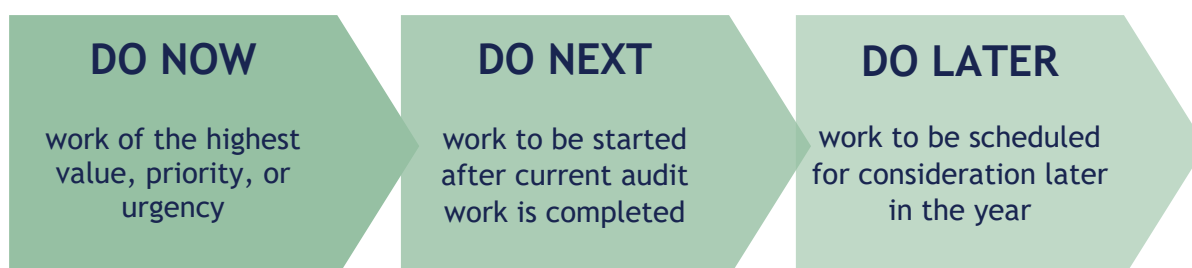 DO NOW
work of the highest
value, priority, or
urgency
DO NEXT
work to be started
after current audit
work is completed
DO LATER
work to be scheduled
for consideration later
in the year